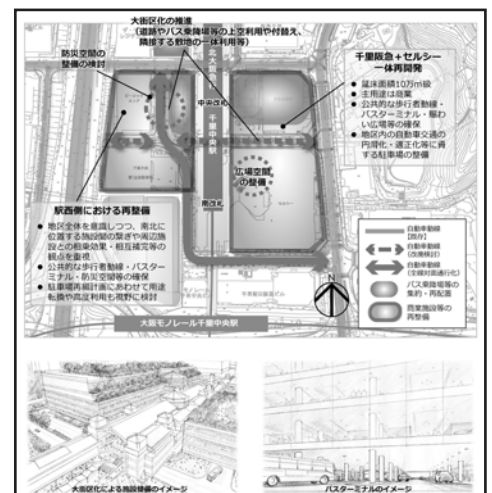 大街区化の推進
（道路やバス乗降場等の上空利用や付替え、
隣接する敷地の一体利用等）
防災空間の
整備の検討
千里阪急＋セルシー
一体再開発
● 延床面積10万㎡級
● 主用途は商業
● 公共的な歩行者動線・
バスターミナル・賑わ
い広場等の確保
● 地区内の自動車交通の
円滑化・適正化等に資
する駐車場の整備
北大阪急行
中央改札
千里中央駅
広場空間
の整備
南改札
駅西側における再整備
● 地区全体を意識しつつ、南北に
位置する施設間の繋ぎや周辺施
設との相乗効果・相互補完等の
観点を重視
● 公共的な歩行者動線・バスター
ミナル・防災空間等の確保
● 駐車場再編計画にあわせて用途
転換や高度利用も視野に検討
自動車動線
【既存】
自動車動線
（改良検討）
自動車動線
（全線対面通行化）
バス乗降場等の
集約・再配置
商業施設等の
再整備
大阪モノレール千里中央駅
大街区化による施設整備のイメージ
バスターミナルのイメージ